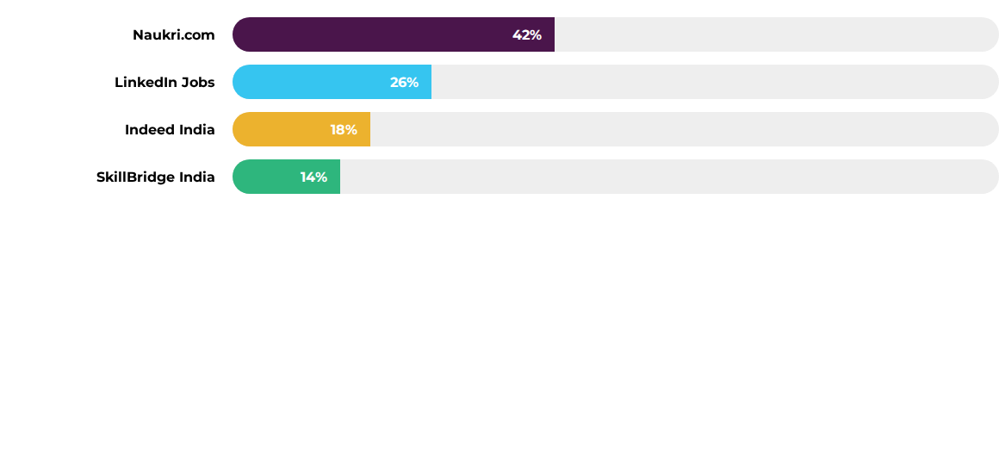 Naukri.com 42%
LinkedIn Jobs 26%
Indeed India 18%
SkillBridge India 14%